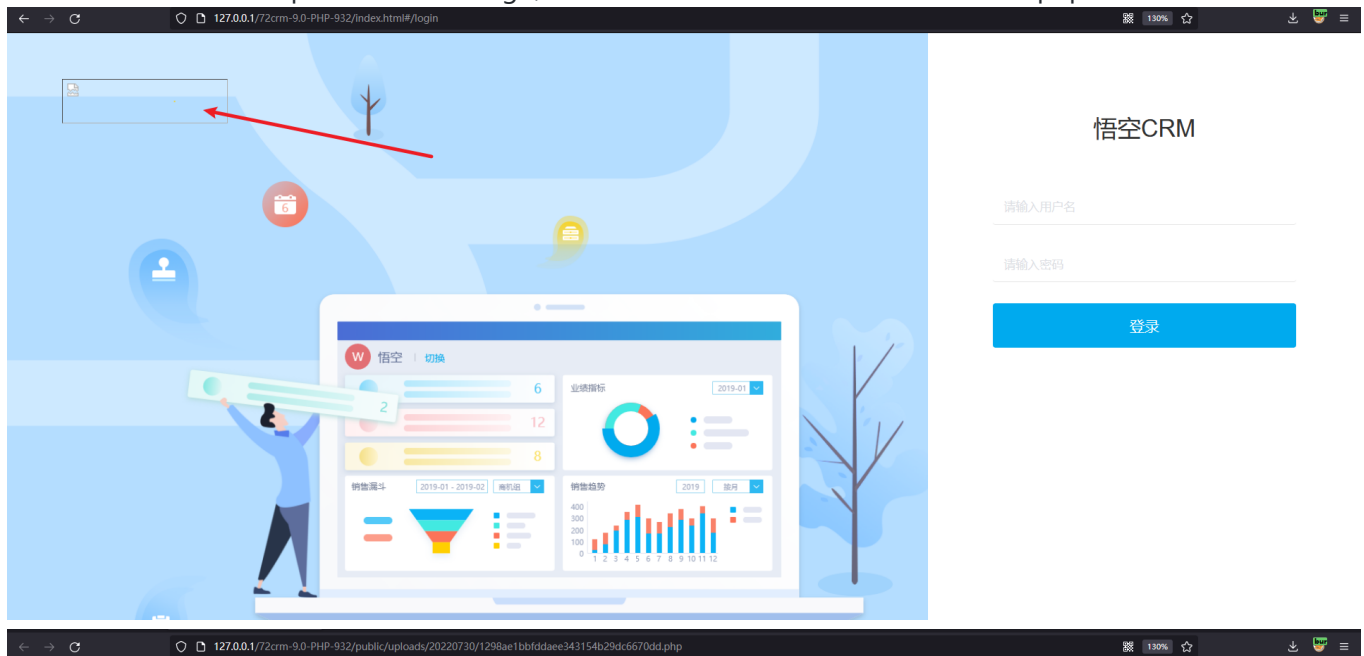 127.0.0.1/72crm-9.0-PHP-932/index.html#/login
130%
悟空CRM
请输入用户名
请输入密码
登录
6
W 悟空 切换
6
2
12
8
业绩指标 2019-01
销售漏斗 2019-01 - 2019-02 商机组
销售趋势 2019 按月
400
300
200
100
0
1 2 3 4 5 6 7 8 9 10 11 12
127.0.0.1/72crm-9.0-PHP-932/public/uploads/20220730/1298ae1bbfddaee343154b29dc6670dd.php
130%